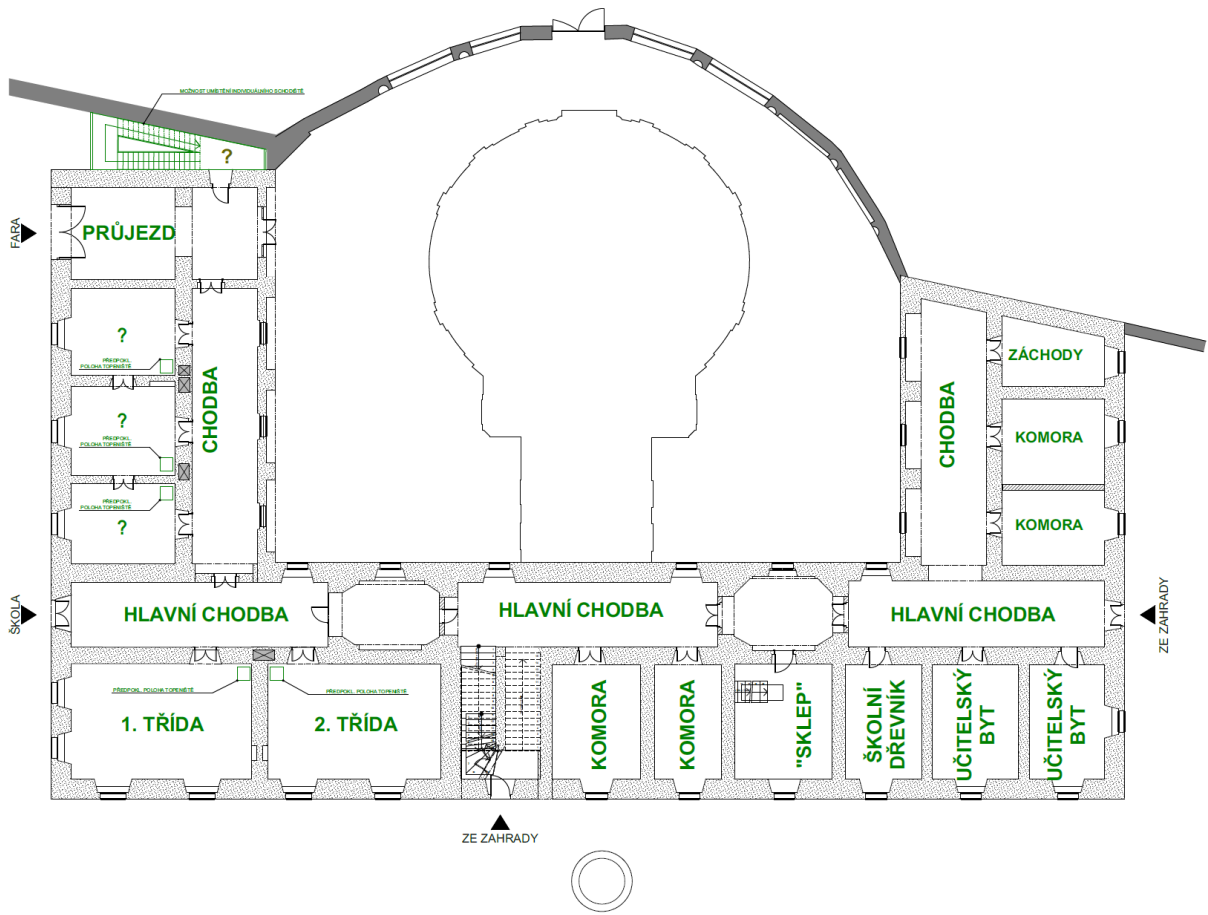 MOŽNOST UMÍSTĚNÍ INDIVIDUÁLNÍHO SCHODIŠTĚ
?
FARA
PRŮJEZD
?
PŘEDPOKL.
POLOHA TOPENIŠTĚ
?
PŘEDPOKL.
POLOHA TOPENIŠTĚ
PŘEDPOKL.
POLOHA TOPENIŠTĚ
?
CHODBA
CHODBA
ZÁCHODY
KOMORA
KOMORA
ŠKOLA
HLAVNÍ CHODBA
HLAVNÍ CHODBA
HLAVNÍ CHODBA
ZE ZAHRADY
PŘEDPOKL. POLOHA TOPENIŠTĚ
1. TŘÍDA
PŘEDPOKL. POLOHA TOPENIŠTĚ
2. TŘÍDA
KOMORA
KOMORA
"SKLEP"
ŠKOLNÍ
DŘEVNÍK
UČITELSKÝ
BYT
UČITELSKÝ
BYT
ZE ZAHRADY